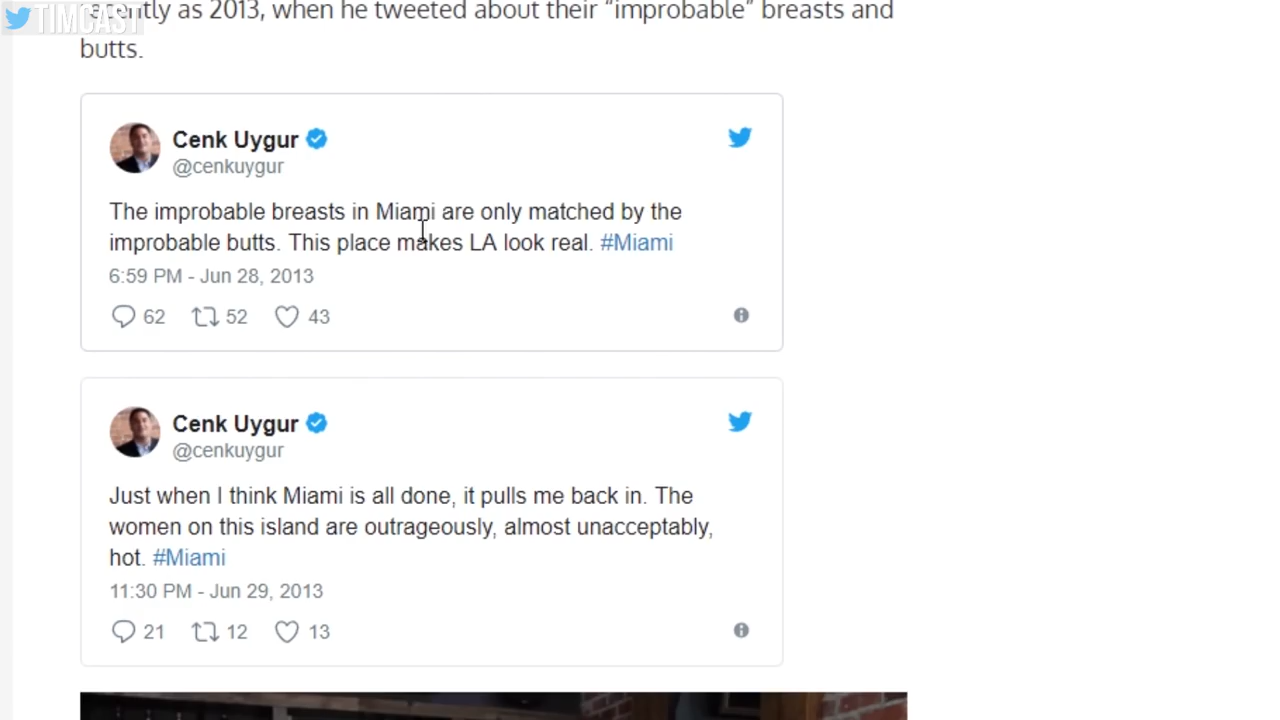 TIMCAST
recently as 2013, when he tweeted about their “improbable” breasts and
butts.
Cenk Uygur
@cenkuygur
The improbable breasts in Miami are only matched by the
improbable butts. This place makes LA look real. #Miami
6:59 PM - Jun 28, 2013
62 52 43
Cenk Uygur
@cenkuygur
Just when I think Miami is all done, it pulls me back in. The
women on this island are outrageously, almost unacceptably,
hot. #Miami
11:30 PM - Jun 29, 2013
21 12 13